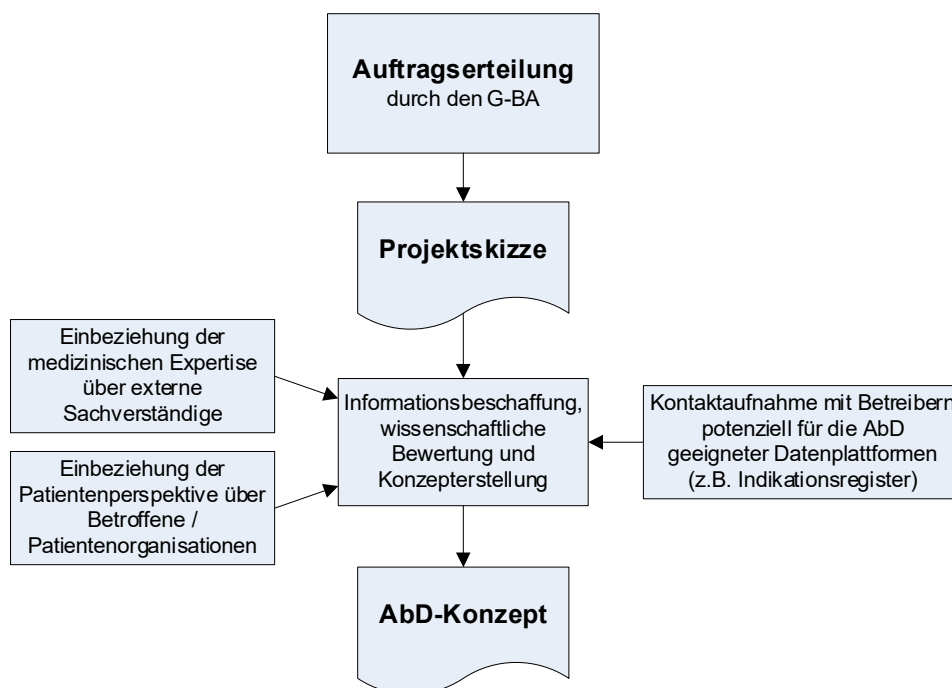 Auftragserteilung
durch den G-BA
Projektskizze
Einbeziehung der
medizinischen Expertise
über externe
Sachverständige
Einbeziehung der
Patientenperspektive über
Betroffene /
Patientenorganisationen
Informationsbeschaffung,
wissenschaftliche
Bewertung und
Konzepterstellung
Kontaktaufnahme mit Betreibern
potenziell für die AbD
geeigneter Datenplattformen
(z.B. Indikationsregister)
AbD-Konzept